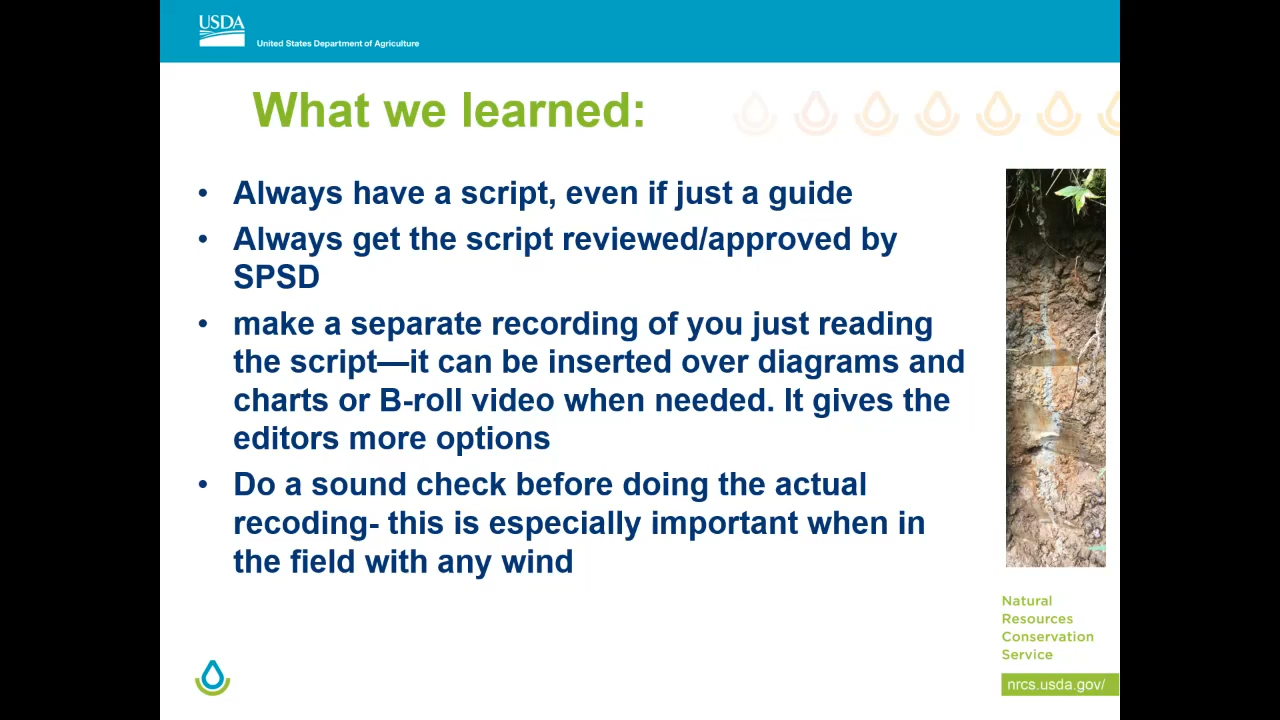 USDA
United States Department of Agriculture
What we learned:
• Always have a script, even if just a guide
• Always get the script reviewed/approved by
SPSD
• make a separate recording of you just reading
the script—it can be inserted over diagrams and
charts or B-roll video when needed. It gives the
editors more options
• Do a sound check before doing the actual
recoding- this is especially important when in
the field with any wind
Natural
Resources
Conservation
Service
nrcs.usda.gov/